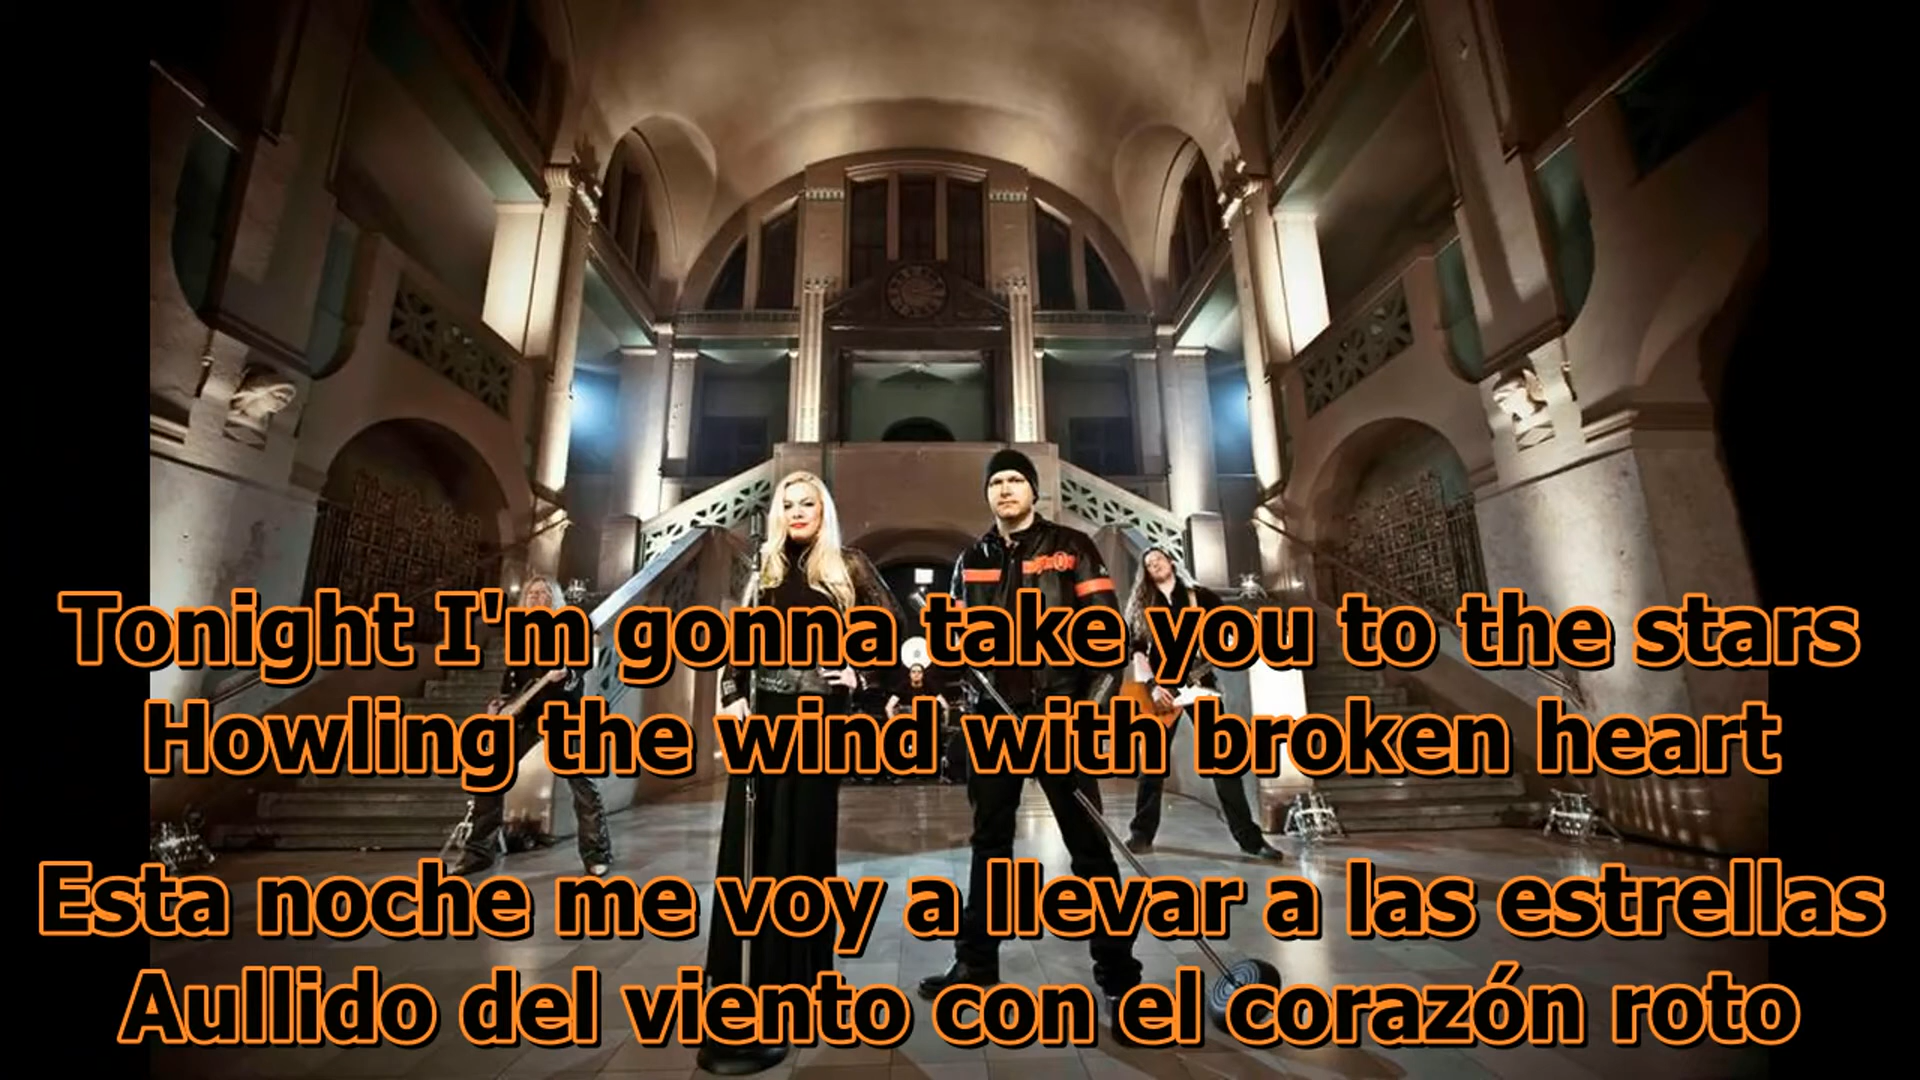 Tonight I'm gonna take you to the stars
Howling the wind with broken heart
Esta noche me voy a llevar a las estrellas
Aullido del viento con el corazón roto